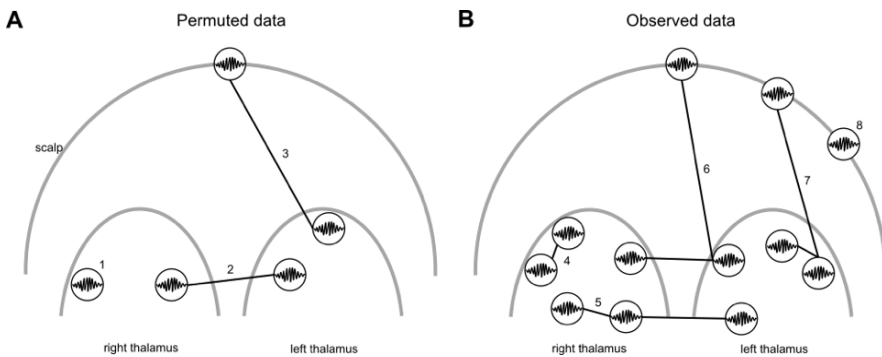 A
Permuted data
scalp
3
1
2
right thalamus
left thalamus
B
Observed data
8
6
7
4
5
right thalamus
left thalamus